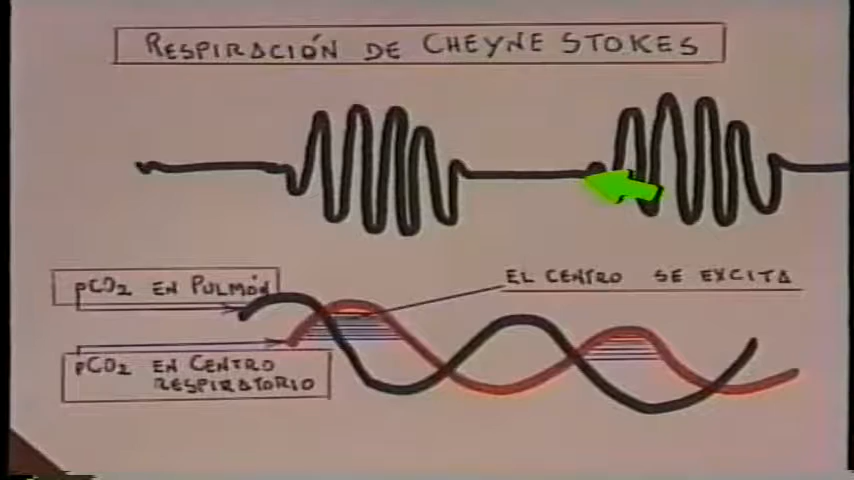 RESPIRACIÓN DE CHEYNE STOKES
pCO2 EN PULMÓN
EL CENTRO SE EXCITA
pCO2 EN CENTRO
RESPIRATORIO